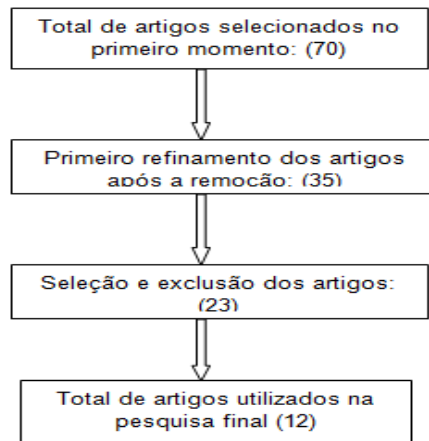 Total de artigos selecionados no
primeiro momento: (70)
Primeiro refinamento dos artigos
após a remoção: (35)
Seleção e exclusão dos artigos:
(23)
Total de artigos utilizados na
pesquisa final (12)